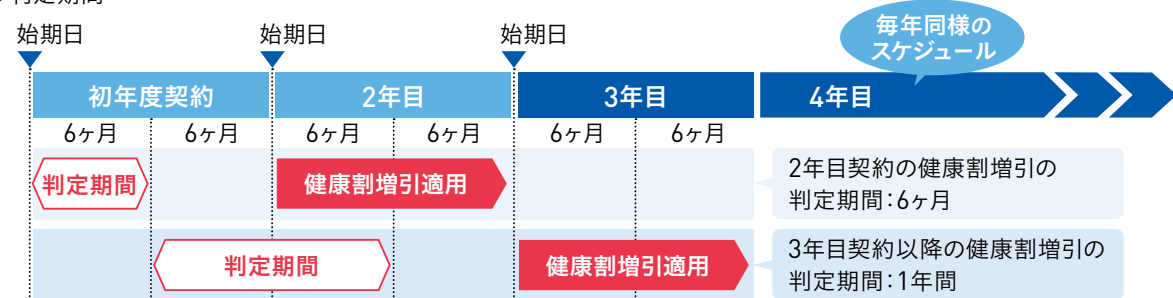 始期日
始期日
始期日
毎年同様の
スケジュール
初年度契約
2年目
3年目
4年目
6ヶ月
6ヶ月
6ヶ月
6ヶ月
6ヶ月
6ヶ月
判定期間
健康割増引適用
2年目契約の健康割増引の
判定期間：6ヶ月
判定期間
健康割増引適用
3年目契約以降の健康割増引の
判定期間：1年間